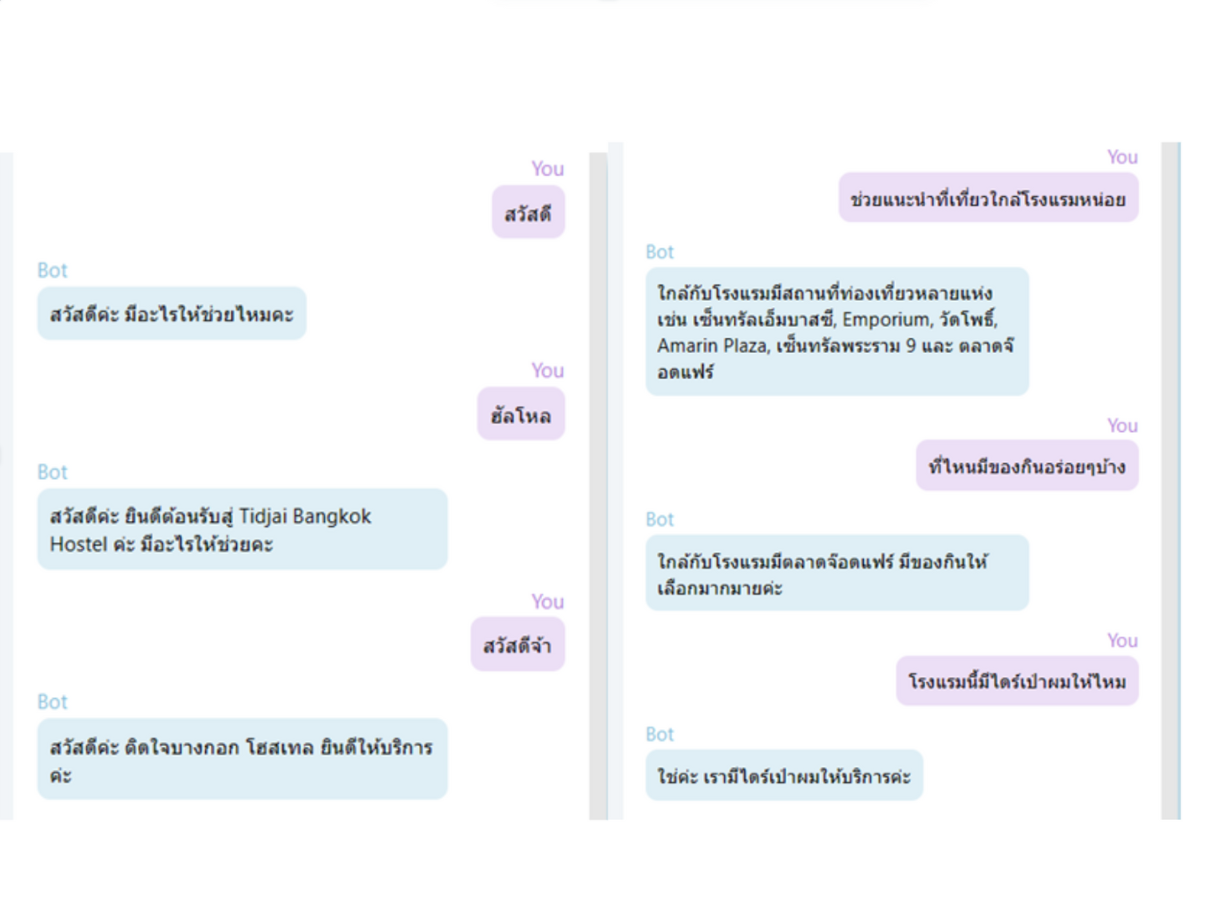 You
สวัสดี
Bot
สวัสดีค่ะ มีอะไรให้ช่วยไหมคะ
You
ฮัลโหล
Bot
สวัสดีค่ะ ยินดีต้อนรับสู่ Tidjai Bangkok
Hostel ค่ะ มีอะไรให้ช่วยคะ
You
สวัสดีจ้า
Bot
สวัสดีค่ะ ติดใจบางกอก โฮสเทล ยินดีให้บริการ
ค่ะ
You
ช่วยแนะนำที่เที่ยวใกล้โรงแรมหน่อย
Bot
ใกล้กับโรงแรมมีสถานที่ท่องเที่ยวหลายแห่ง
เช่น เซ็นทรัลเอ็มบาสซี, Emporium, วัดโพธิ์,
Amarin Plaza, เซ็นทรัลพระราม 9 และ ตลาดจ๊
อดแฟร์
You
ที่ไหนมีของกินอร่อยๆบ้าง
Bot
ใกล้กับโรงแรมมีตลาดจ๊อดแฟร์ มีของกินให้
เลือกมากมายค่ะ
You
โรงแรมนี้มีไดร์เป่าผมให้ไหม
Bot
ใช่ค่ะ เรามีไดร์เป่าผมให้บริการค่ะ